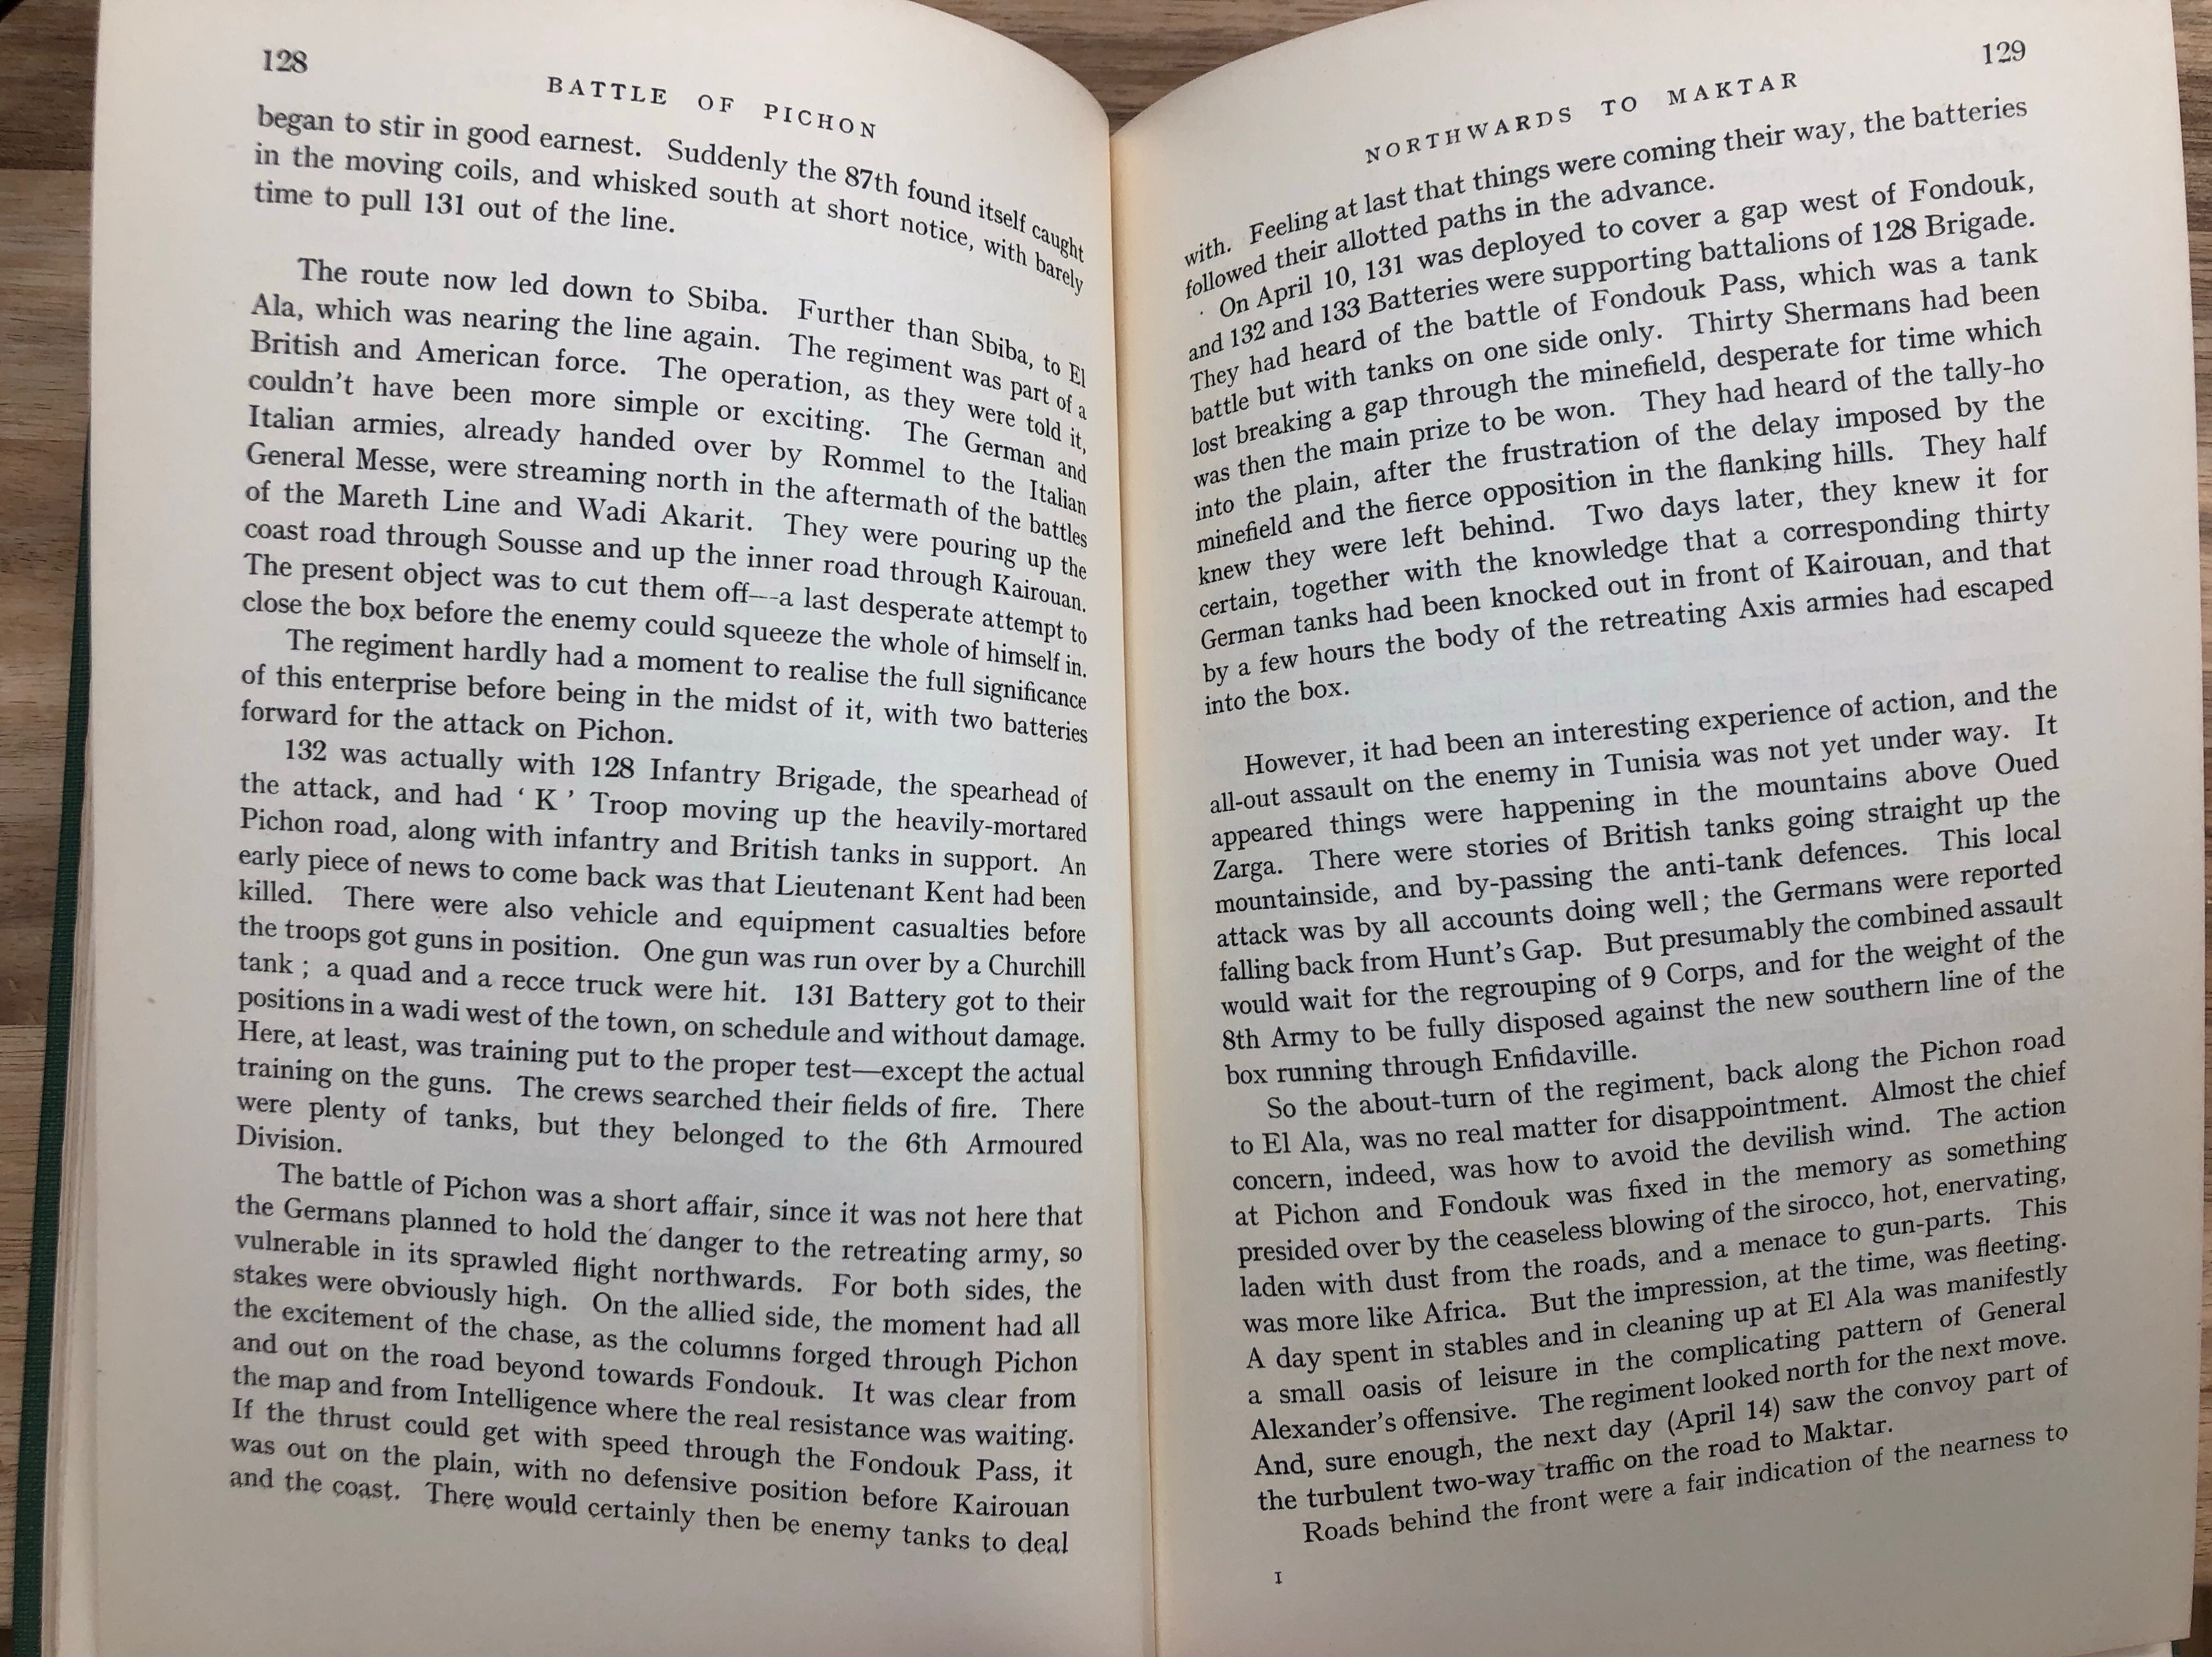 128
BATTLE OF PICHON
began to stir in good earnest. Suddenly the 87th found itself caught
in the moving coils, and whisked south at short notice, with barely
time to pull 131 out of the line.
The route now led down to Sbiba. Further than Sbiba, to El
Ala, which was nearing the line again. The regiment was part of a
British and American force. The operation, as they were told it,
couldn't have been more simple or exciting. The German and
Italian armies, already handed over by Rommel to the Italian
General Messe, were streaming north in the aftermath of the battles
of the Mareth Line and Wadi Akarit. They were pouring up the
coast road through Sousse and up the inner road through Kairouan.
The present object was to cut them off—a last desperate attempt to
close the box before the enemy could squeeze the whole of himself in.
The regiment hardly had a moment to realise the full significance
of this enterprise before being in the midst of it, with two batteries
forward for the attack on Pichon.
132 was actually with 128 Infantry Brigade, the spearhead of
the attack, and had ‘ K ’ Troop moving up the heavily-mortared
Pichon road, along with infantry and British tanks in support. An
early piece of news to come back was that Lieutenant Kent had been
killed. There were also vehicle and equipment casualties before
the troops got guns in position. One gun was run over by a Churchill
tank ; a quad and a recce truck were hit. 131 Battery got to their
positions in a wadi west of the town, on schedule and without damage.
Here, at least, was training put to the proper test—except the actual
training on the guns. The crews searched their fields of fire. There
were plenty of tanks, but they belonged to the 6th Armoured
Division.
The battle of Pichon was a short affair, since it was not here that
the Germans planned to hold the danger to the retreating army, so
vulnerable in its sprawled flight northwards. For both sides, the
stakes were obviously high. On the allied side, the moment had all
the excitement of the chase, as the columns forged through Pichon
and out on the road beyond towards Fondouk. It was clear from
the map and from Intelligence where the real resistance was waiting.
If the thrust could get with speed through the Fondouk Pass, it
was out on the plain, with no defensive position before Kairouan
and the coast. There would certainly then be enemy tanks to deal
129
NORTHWARDS TO MAKTAR
with. Feeling at last that things were coming their way, the batteries
followed their allotted paths in the advance.
On April 10, 131 was deployed to cover a gap west of Fondouk,
and 132 and 133 Batteries were supporting battalions of 128 Brigade.
They had heard of the battle of Fondouk Pass, which was a tank
battle but with tanks on one side only. Thirty Shermans had been
lost breaking a gap through the minefield, desperate for time which
was then the main prize to be won. They had heard of the tally-ho
into the plain, after the frustration of the delay imposed by the
minefield and the fierce opposition in the flanking hills. They half
knew they were left behind. Two days later, they knew it for
certain, together with the knowledge that a corresponding thirty
German tanks had been knocked out in front of Kairouan, and that
by a few hours the body of the retreating Axis armies had escaped
into the box.
However, it had been an interesting experience of action, and the
all-out assault on the enemy in Tunisia was not yet under way. It
appeared things were happening in the mountains above Oued
Zarga. There were stories of British tanks going straight up the
mountainside, and by-passing the anti-tank defences. This local
attack was by all accounts doing well ; the Germans were reported
falling back from Hunt's Gap. But presumably the combined assault
would wait for the regrouping of 9 Corps, and for the weight of the
8th Army to be fully disposed against the new southern line of the
box running through Enfidaville.
So the about-turn of the regiment, back along the Pichon road
to El Ala, was no real matter for disappointment. Almost the chief
concern, indeed, was how to avoid the devilish wind. The action
at Pichon and Fondouk was fixed in the memory as something
presided over by the ceaseless blowing of the sirocco, hot, enervating,
laden with dust from the roads, and a menace to gun-parts. This
was more like Africa. But the impression, at the time, was fleeting.
A day spent in stables and in cleaning up at El Ala was manifestly
a small oasis of leisure in the complicating pattern of General
Alexander's offensive. The regiment looked north for the next move.
And, sure enough, the next day (April 14) saw the convoy part of
the turbulent two-way traffic on the road to Maktar.
Roads behind the front were a fair indication of the nearness to
I